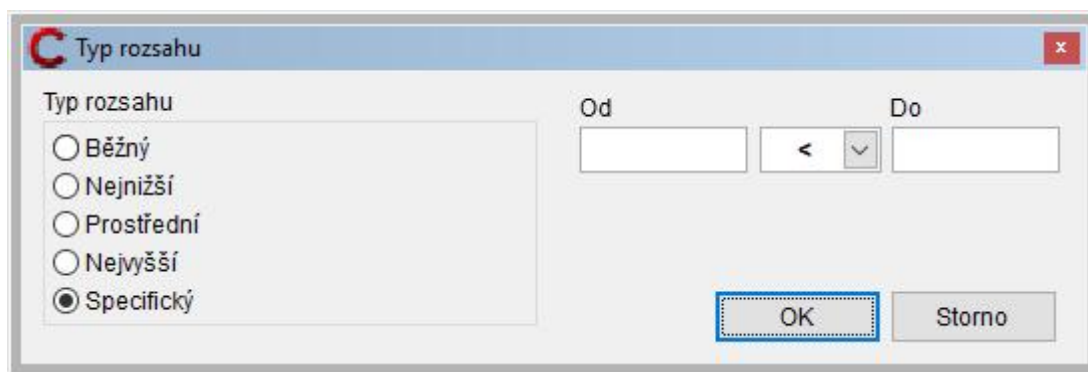 Typ rozsahu
x
Typ rozsahu
Běžný
Nejnižší
Prostřední
Nejvyšší
Specifický
Od
<
Do
OK
Storno